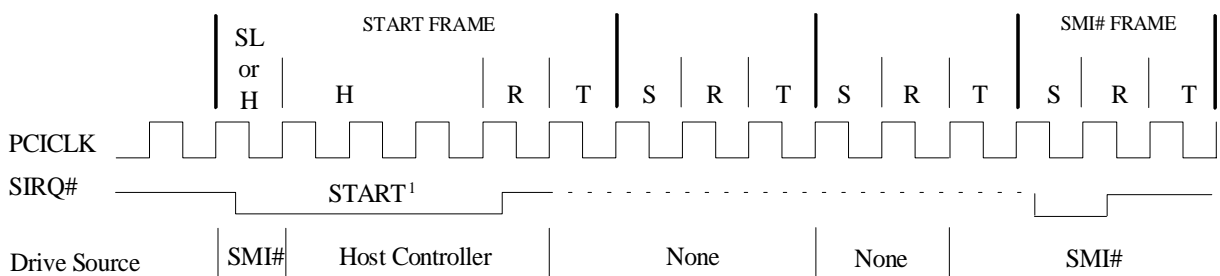 SL
or
H
START FRAME
SMI# FRAME
H R T S R T S R T S R T
PCICLK
SIRQ#
START¹
Drive Source SMI# Host Controller None None SMI#